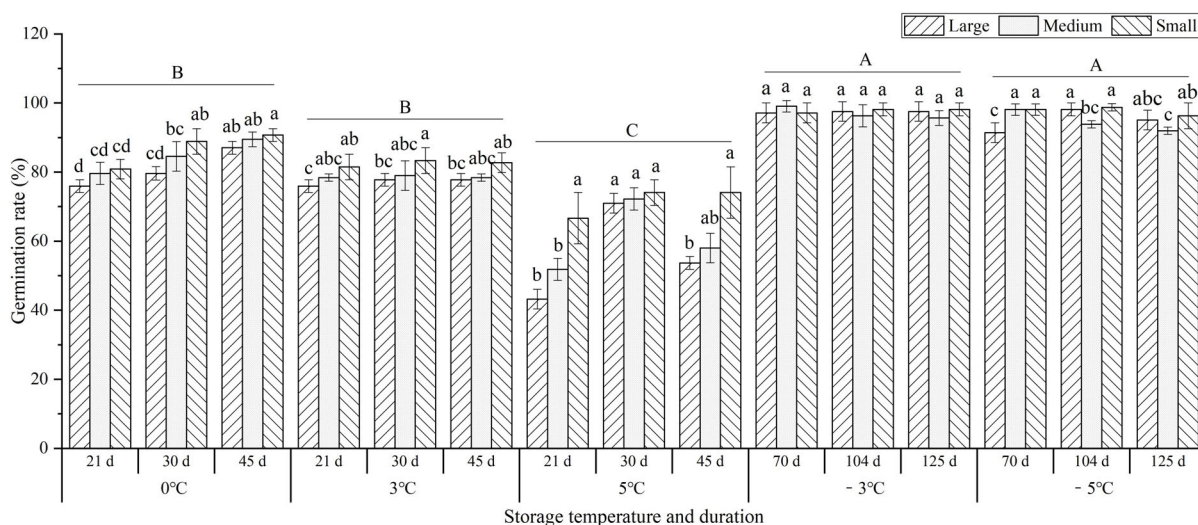 120
100
80
60
40
20
0
Germination rate (%)
Large Medium Small
B
d cd cd cd bc ab ab ab a
B
c abc ab bc abc a bc abc ab
C
b b a a a a b ab a
A
a a a a a a a a a
A
c a a a bc a abc c ab
21 d 30 d 45 d 21 d 30 d 45 d 21 d 30 d 45 d 70 d 104 d 125 d 70 d 104 d 125 d
0℃ 3℃ 5℃ - 3℃ - 5℃
Storage temperature and duration